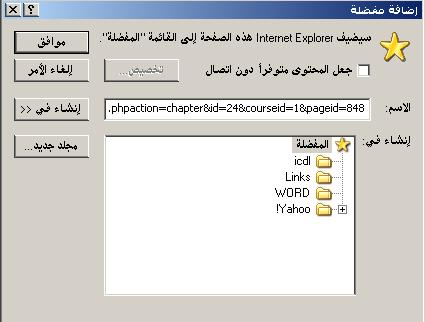 إضافة مفضلة
سيضيف Internet Explorer هذه الصفحة إلى القائمة "المفضلة".
موافق
جعل المحتوى متوفراً دون اتصال
تخصيص...
إلغاء الأمر
الاسم:
.phpaction=chapter&id=24&courseid=1&pageid=848
إنشاء في >>
إنشاء في:
مجلد جديد...
المفضلة
icdl
Links
WORD
Yahoo!